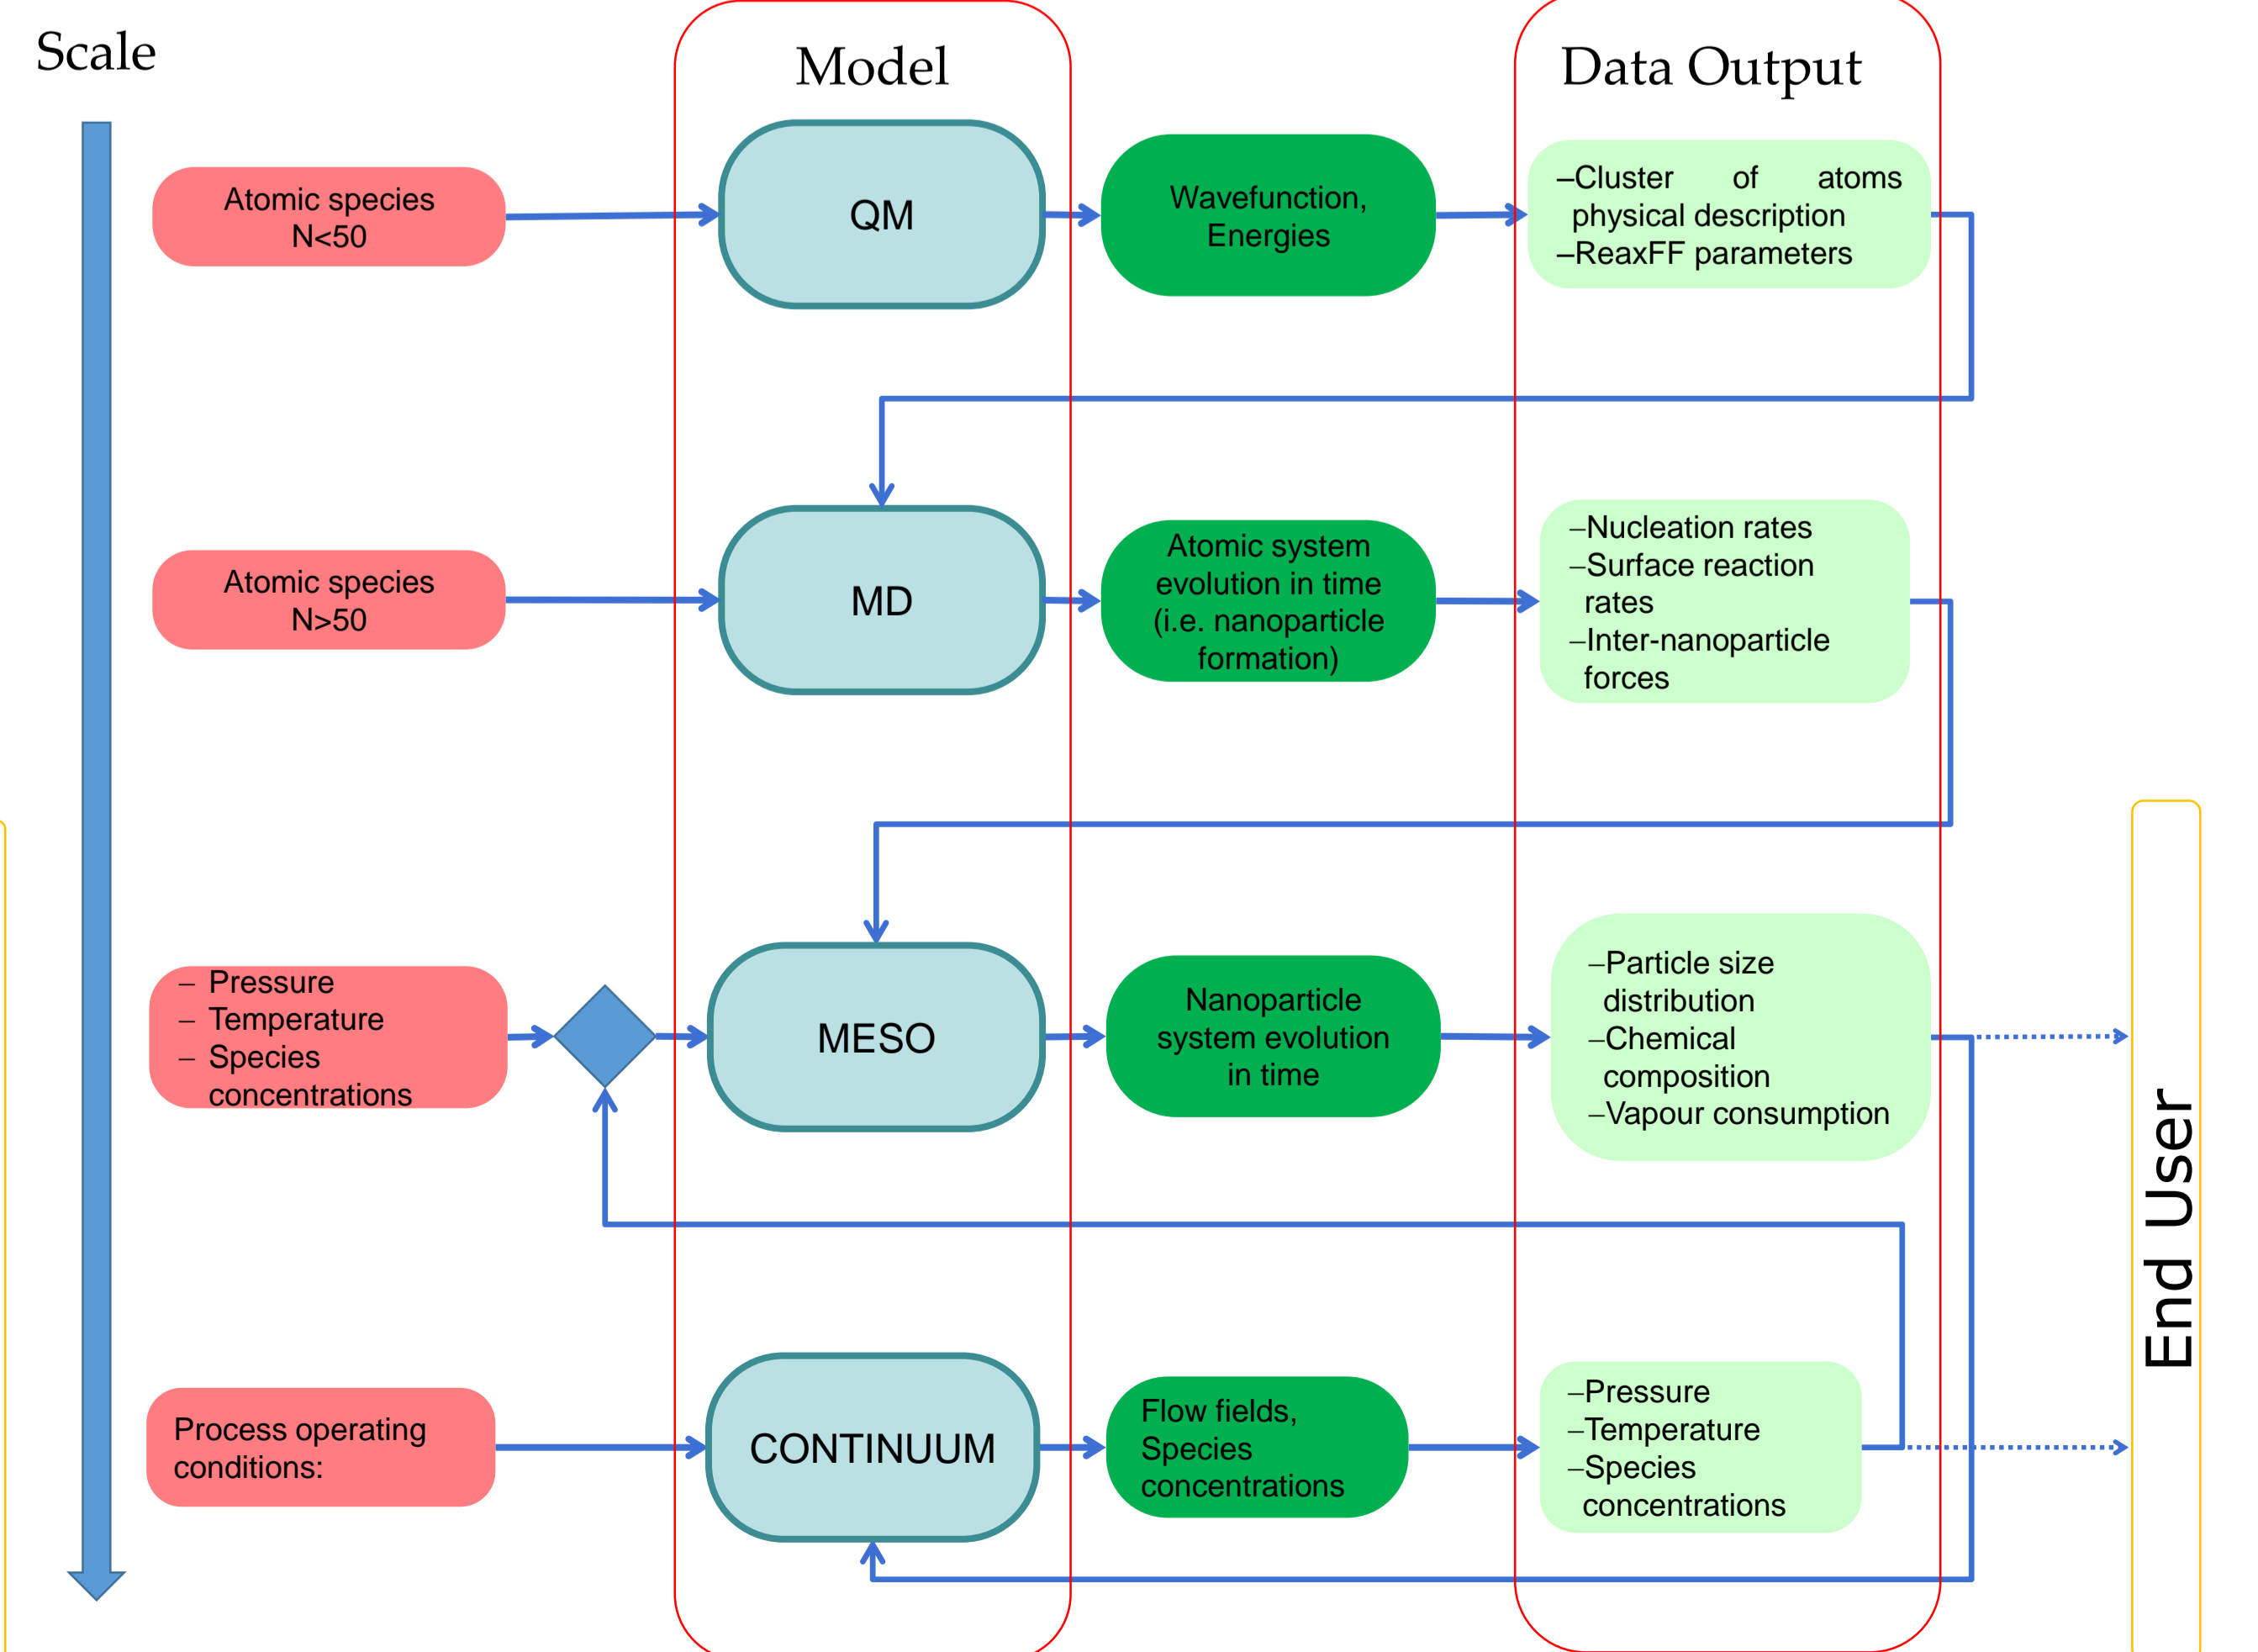 Scale
Model
Data Output
Atomic species
N<50
QM
Wavefunction,
Energies
–Cluster of atoms
physical description
–ReaxFF parameters
Atomic species
N>50
MD
Atomic system
evolution in time
(i.e. nanoparticle
formation)
–Nucleation rates
–Surface reaction
rates
–Inter-nanoparticle
forces
– Pressure
– Temperature
– Species
concentrations
MESO
Nanoparticle
system evolution
in time
–Particle size
distribution
–Chemical
composition
–Vapour consumption
End User
Process operating
conditions:
CONTINUUM
Flow fields,
Species
concentrations
–Pressure
–Temperature
–Species
concentrations